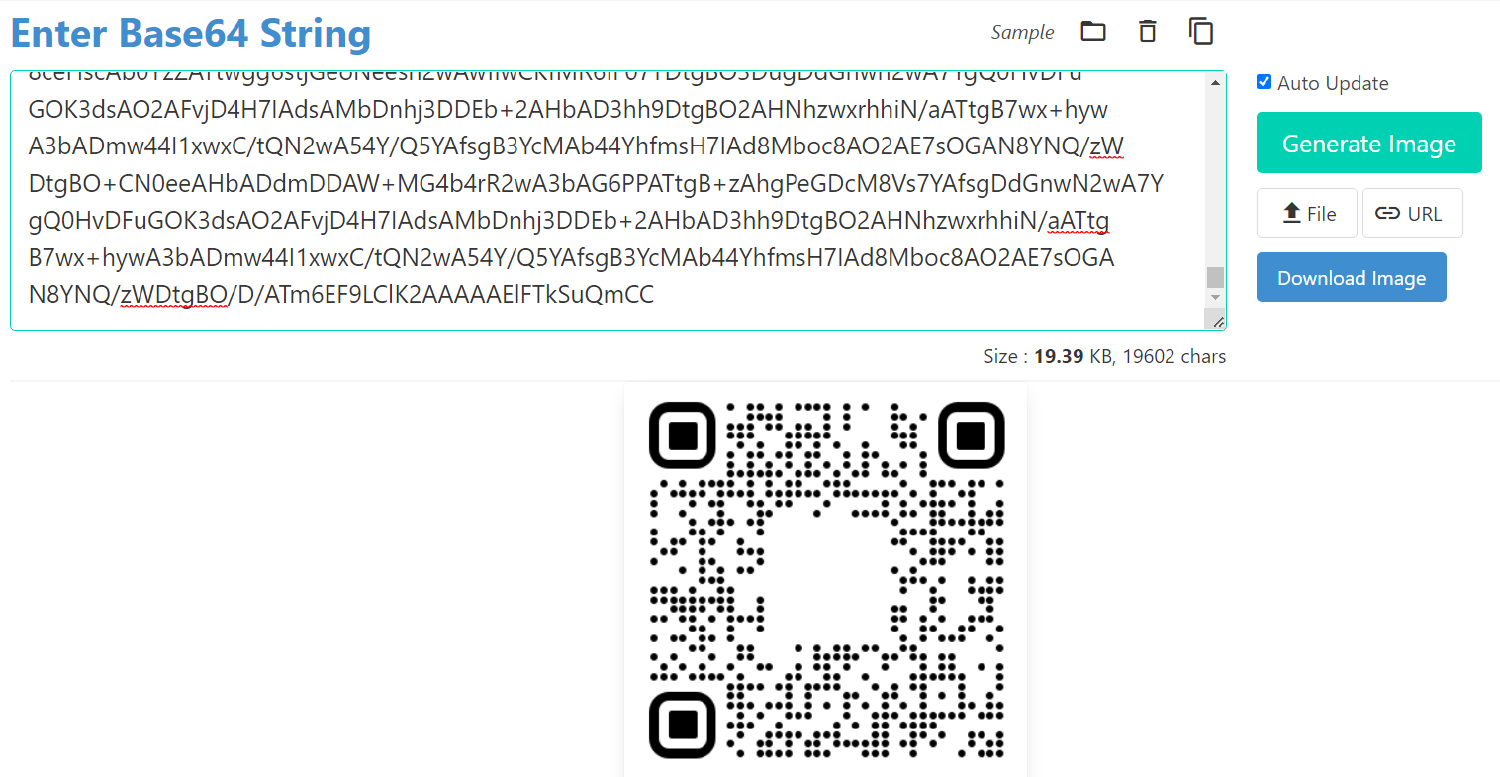 Enter Base64 String
Sample
GOK3dsAO2AFvjD4H7IAdsAMbDnhj3DDEb+2AHbAD3hh9DtgBO2AHNhzwxrhhiN/aATtgB7wx+hyw
A3bADmw44I1xwxC/tQN2wA54Y/Q5YAfsgB3YcMAb44YhfmsH7IAd8Mboc8AO2AE7sOGAN8YNQ/zW
DtgBO+CN0eeAHbADdmDDAW+MG4b4rR2wA3bAG6PPATtgB+zAhgPeGDcM8Vs7YAfsgDdGnwN2wA7Y
gQ0HvDFuGOK3dsAO2AFvjD4H7IAdsAMbDnhj3DDEb+2AHbAD3hh9DtgBO2AHNhzwxrhhiN/aATtg
B7wx+hywA3bADmw44I1xwxC/tQN2wA54Y/Q5YAfsgB3YcMAb44YhfmsH7IAd8Mboc8AO2AE7sOGA
N8YNQ/zWDtgBO/D/ATm6EF9LClK2AAAAAElFTkSuQmCC
Auto Update
Generate Image
File URL
Download Image
Size : 19.39 KB, 19602 chars